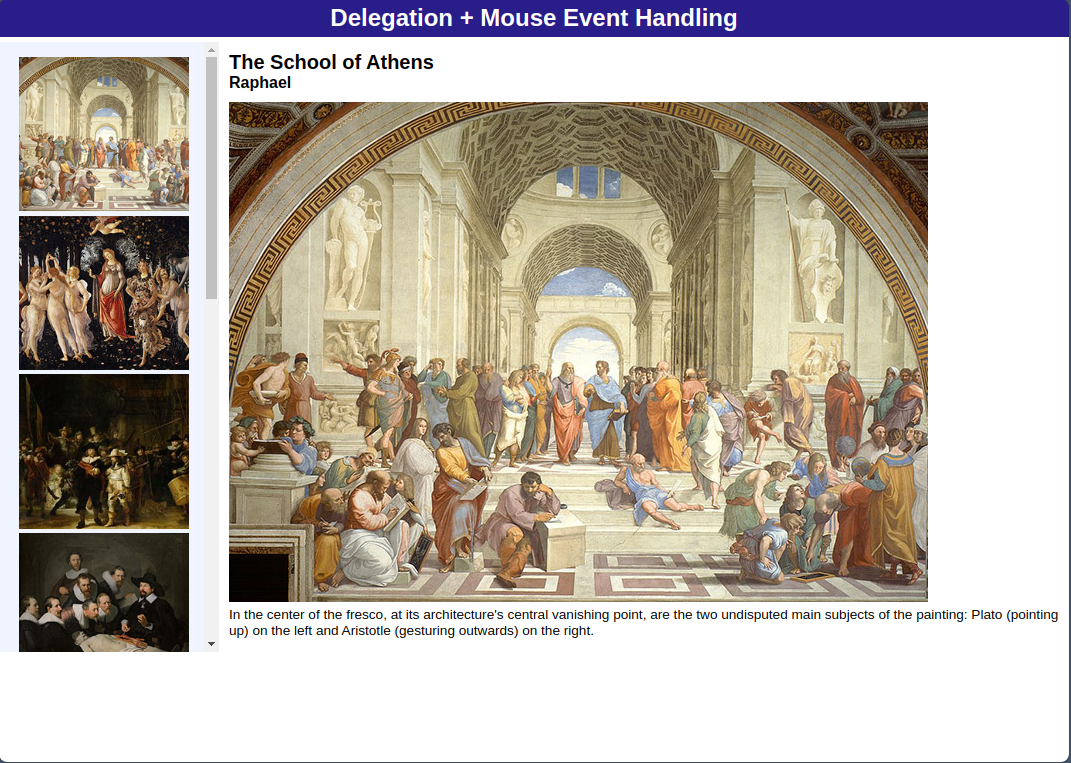 Delegation + Mouse Event Handling
The School of Athens
Raphael
In the center of the fresco, at its architecture's central vanishing point, are the two undisputed main subjects of the painting: Plato (pointing
up) on the left and Aristotle (gesturing outwards) on the right.